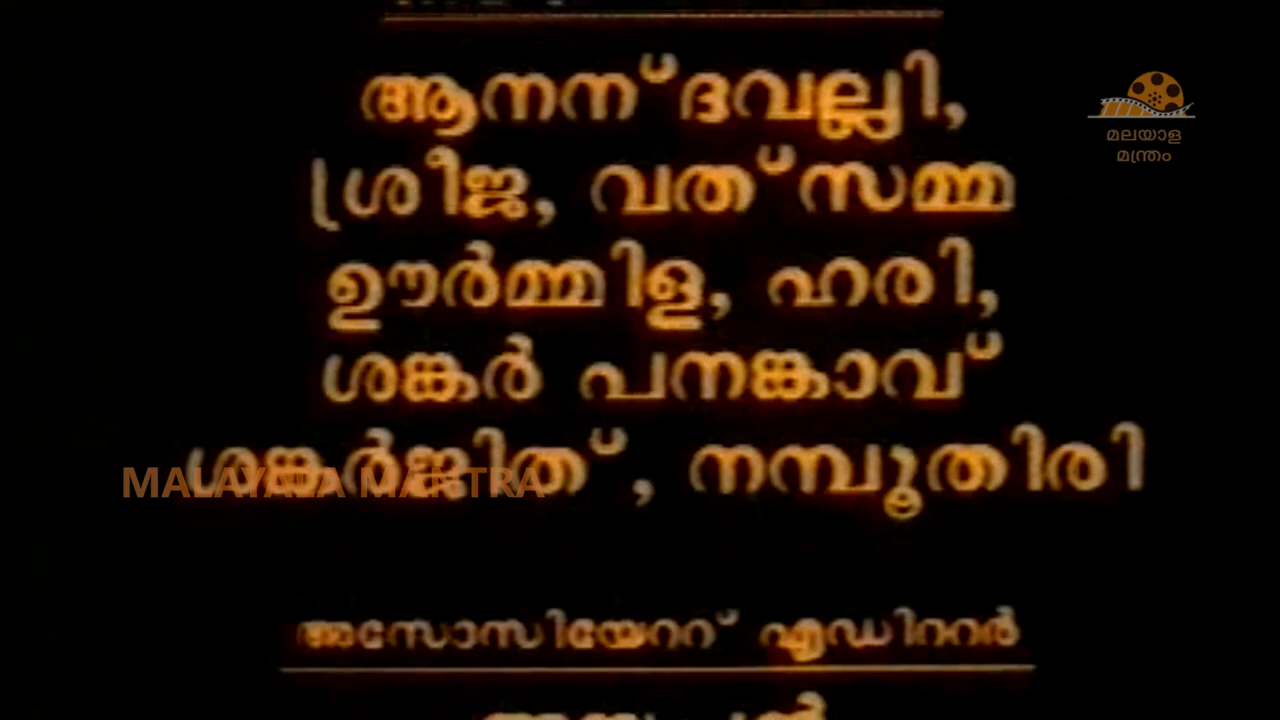 ആനന്ദവല്ലി,
ശ്രീജ, വത്സമ്മ
ഊർമ്മിള, ഹരി,
ശങ്കർ പനങ്കാവ്
ശങ്കർജിത്, നമ്പൂതിരി
അസോസിയേററ് എഡിററർ
മലയാള
മന്ത്രം
MALAYALA MANTRA